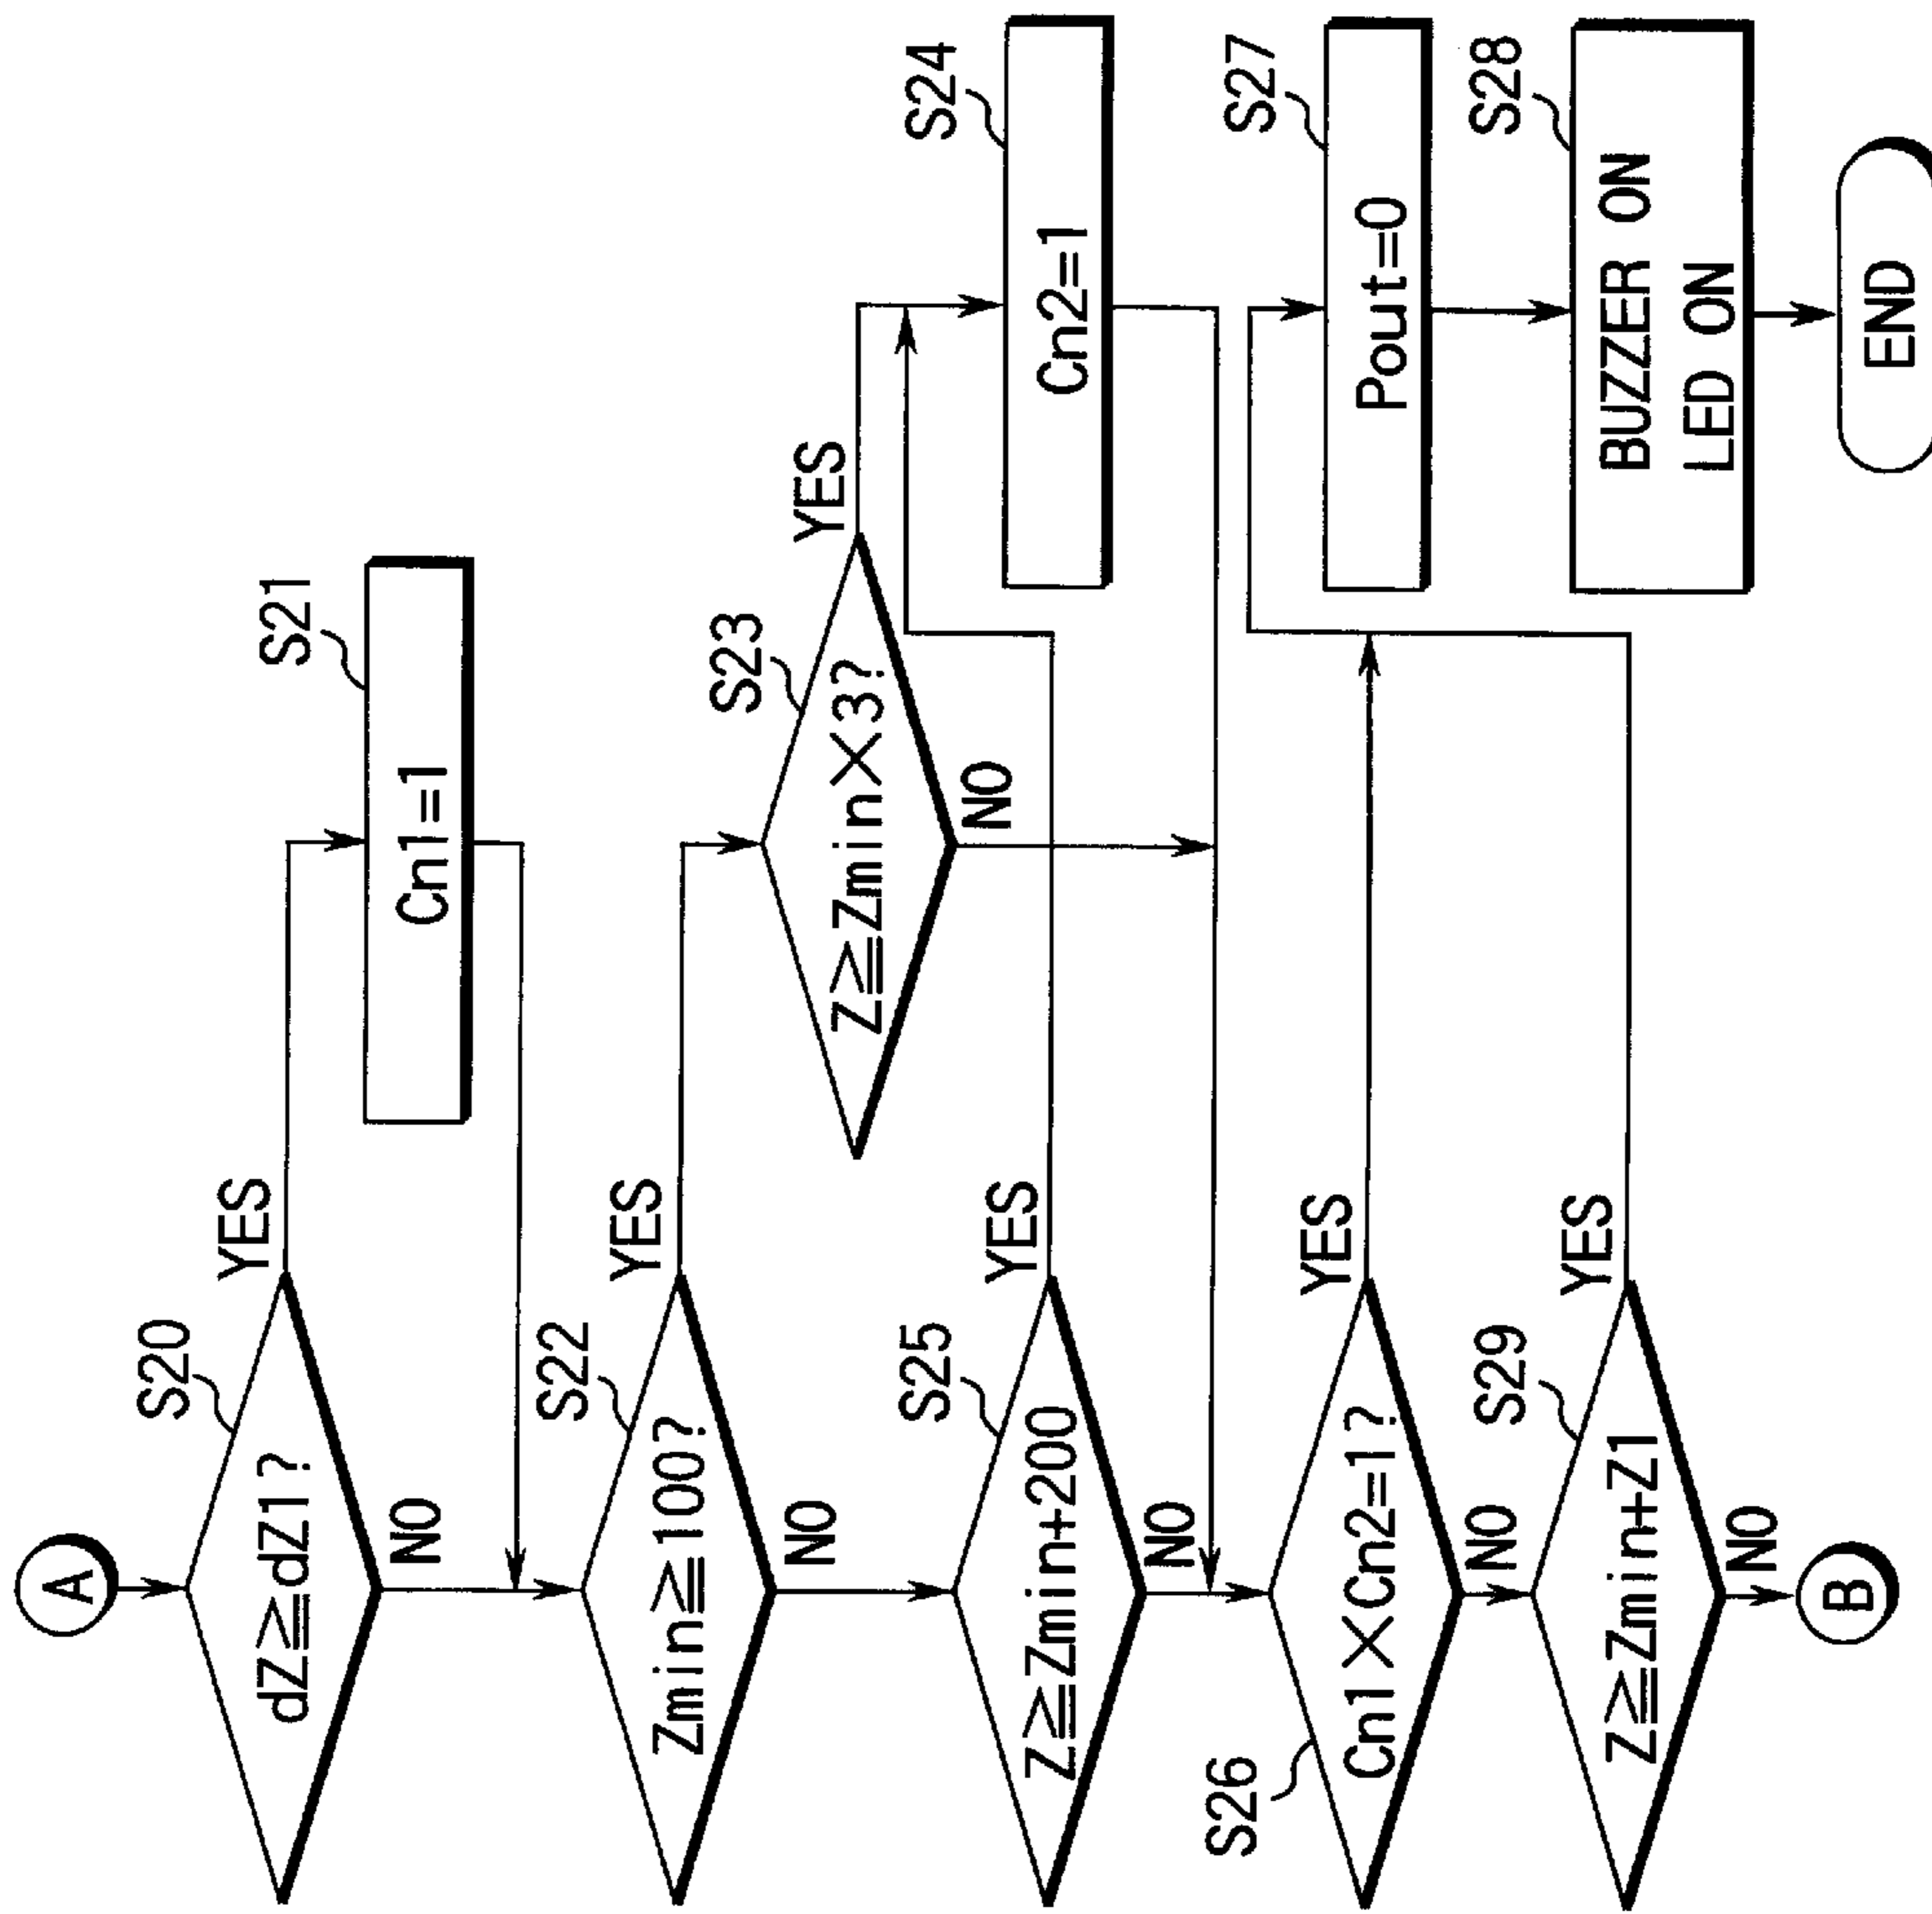 A
S20
dZ≧dZ1?
YES
NO
S21
Cn1=1
S22
Zmin≧100?
YES
NO
S23
Z≧Zmin×3?
YES
NO
S24
Cn2=1
S25
Z≧Zmin+200
YES
NO
S26
Cn1×Cn2=1?
YES
NO
S27
Pout=0
S28
BUZZER ON
LED ON
END
S29
Z≧Zmin+Z1
YES
NO
B